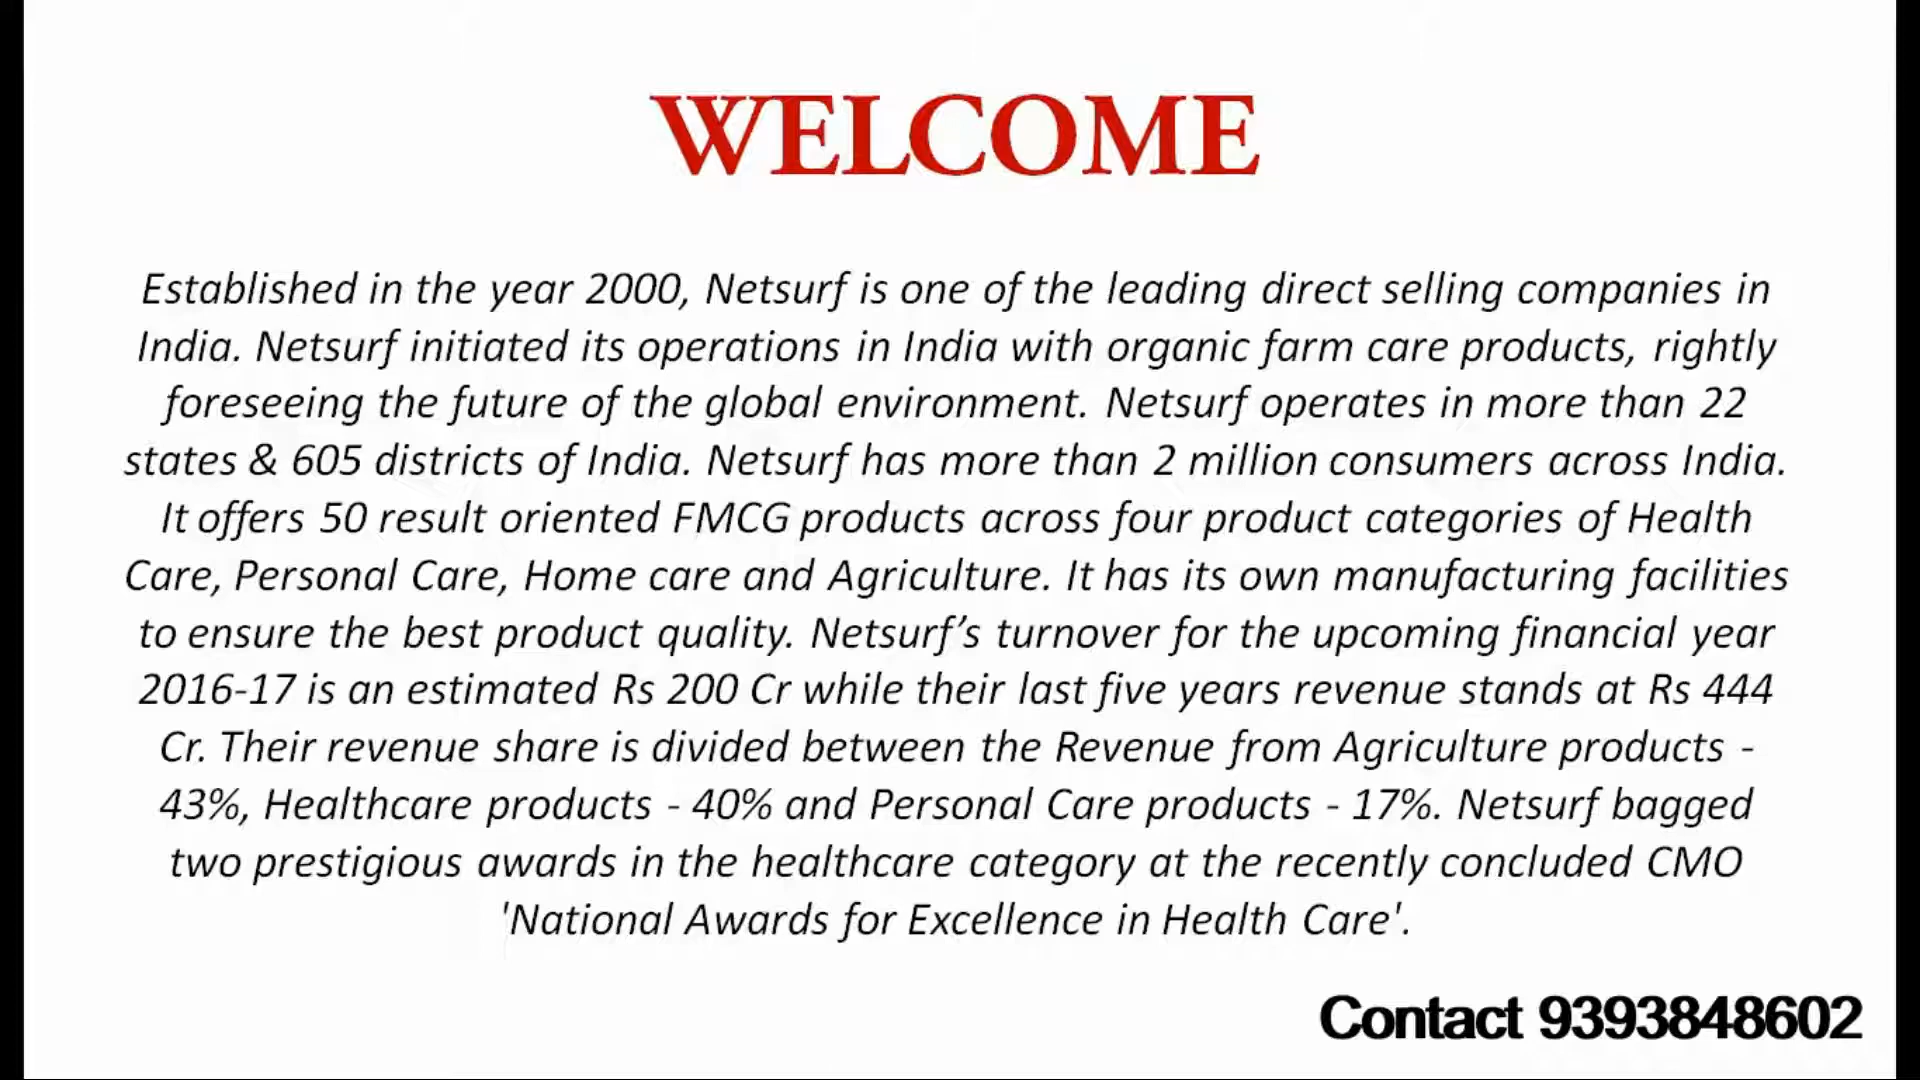 WELCOME
Established in the year 2000, Netsurf is one of the leading direct selling companies in
India. Netsurf initiated its operations in India with organic farm care products, rightly
foreseeing the future of the global environment. Netsurf operates in more than 22
states & 605 districts of India. Netsurf has more than 2 million consumers across India.
It offers 50 result oriented FMCG products across four product categories of Health
Care, Personal Care, Home care and Agriculture. It has its own manufacturing facilities
to ensure the best product quality. Netsurf’s turnover for the upcoming financial year
2016-17 is an estimated Rs 200 Cr while their last five years revenue stands at Rs 444
Cr. Their revenue share is divided between the Revenue from Agriculture products -
43%, Healthcare products - 40% and Personal Care products - 17%. Netsurf bagged
two prestigious awards in the healthcare category at the recently concluded CMO
'National Awards for Excellence in Health Care'.
Contact 9393848602